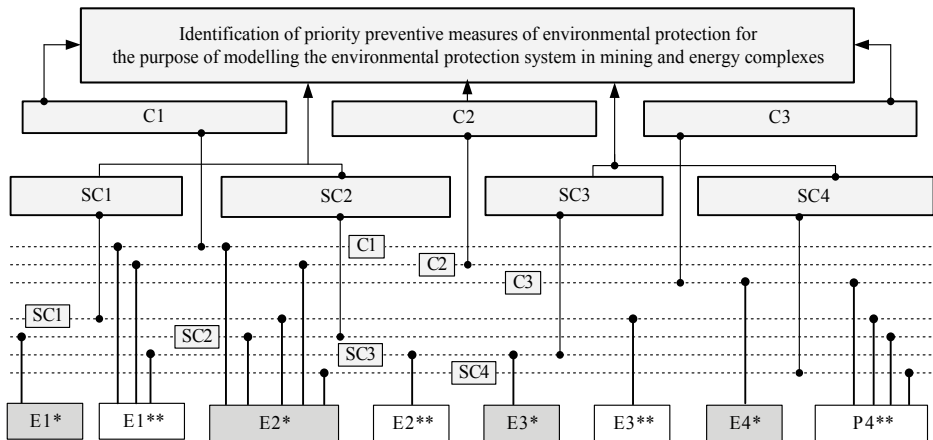 Identification of priority preventive measures of environmental protection for
the purpose of modelling the environmental protection system in mining and energy complexes
C1
C2
C3
SC1
SC2
SC3
SC4
C1
C2
C3
SC1
SC2
SC3
SC4
E1*
E1**
E2*
E2**
E3*
E3**
E4*
P4**